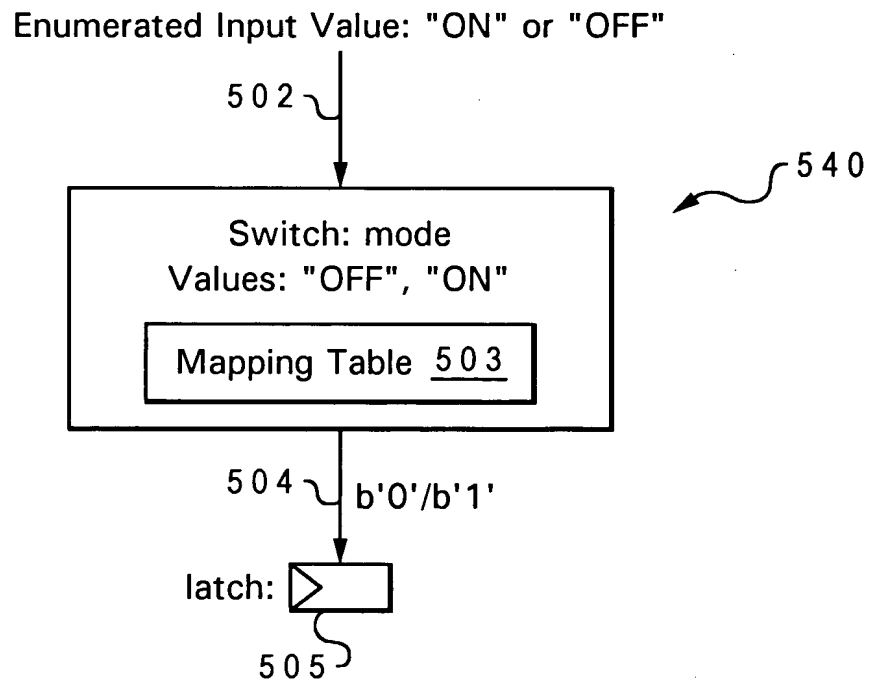 Enumerated Input Value: "ON" or "OFF"
502
540
Switch: mode
Values: "OFF", "ON"
Mapping Table 503
504
b'0'/b'1'
latch:
505